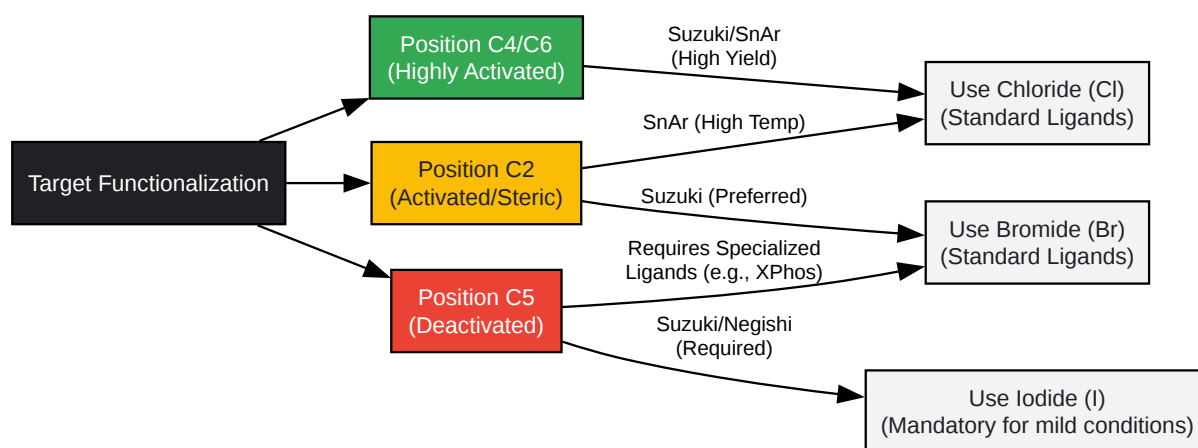 Target Functionalization
Position C4/C6
(Highly Activated)
Position C2
(Activated/Steric)
Position C5
(Deactivated)
Suzuki/SnAr
(High Yield)
SnAr (High Temp)
Suzuki (Preferred)
Requires Specialized
Ligands (e.g., XPhos)
Suzuki/Negishi
(Required)
Use Chloride (Cl)
(Standard Ligands)
Use Bromide (Br)
(Standard Ligands)
Use Iodide (I)
(Mandatory for mild conditions)